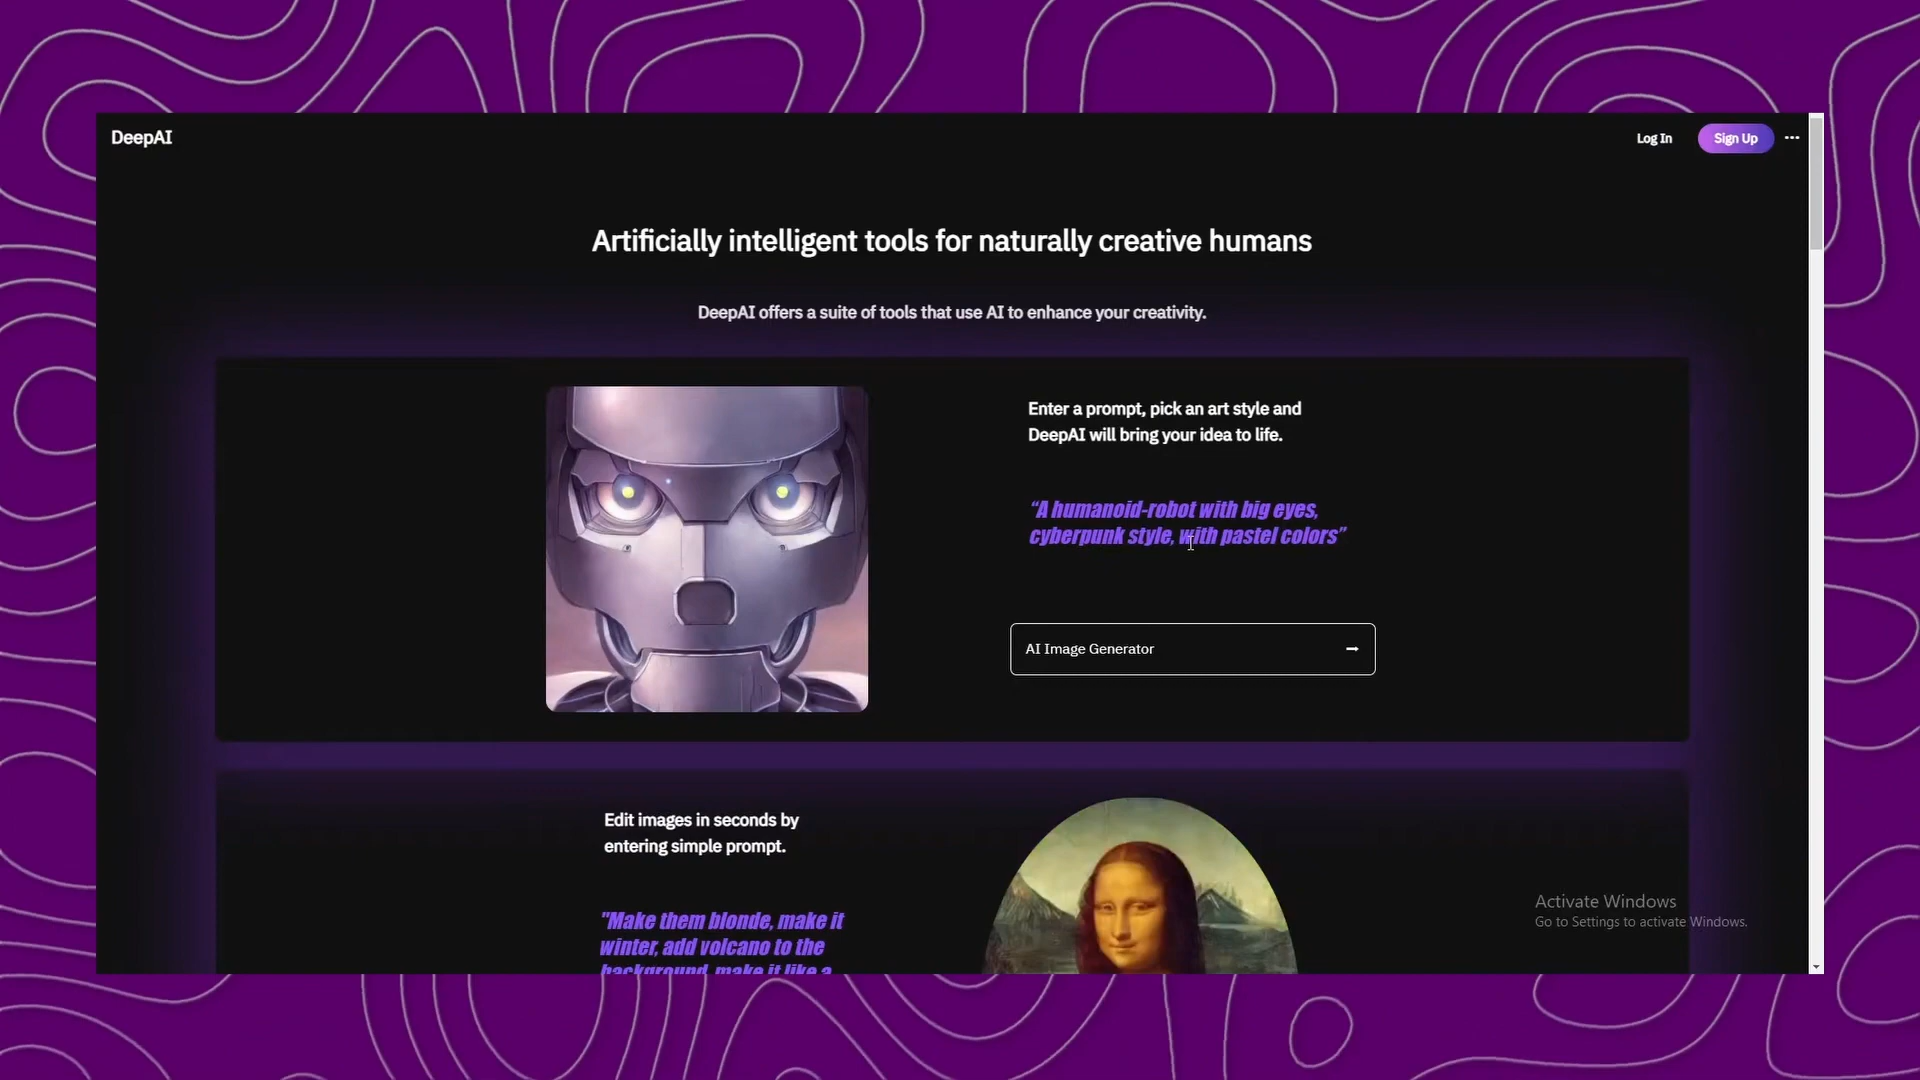 DeepAI
Log In
Sign Up
Artificially intelligent tools for naturally creative humans
DeepAI offers a suite of tools that use AI to enhance your creativity.
Enter a prompt, pick an art style and
DeepAI will bring your idea to life.
“A humanoid-robot with big eyes,
cyberpunk style, with pastel colors”
AI Image Generator
Edit images in seconds by
entering simple prompt.
"Make them blonde, make it
winter, add volcano to the
background, make it like a
Activate Windows
Go to Settings to activate Windows.